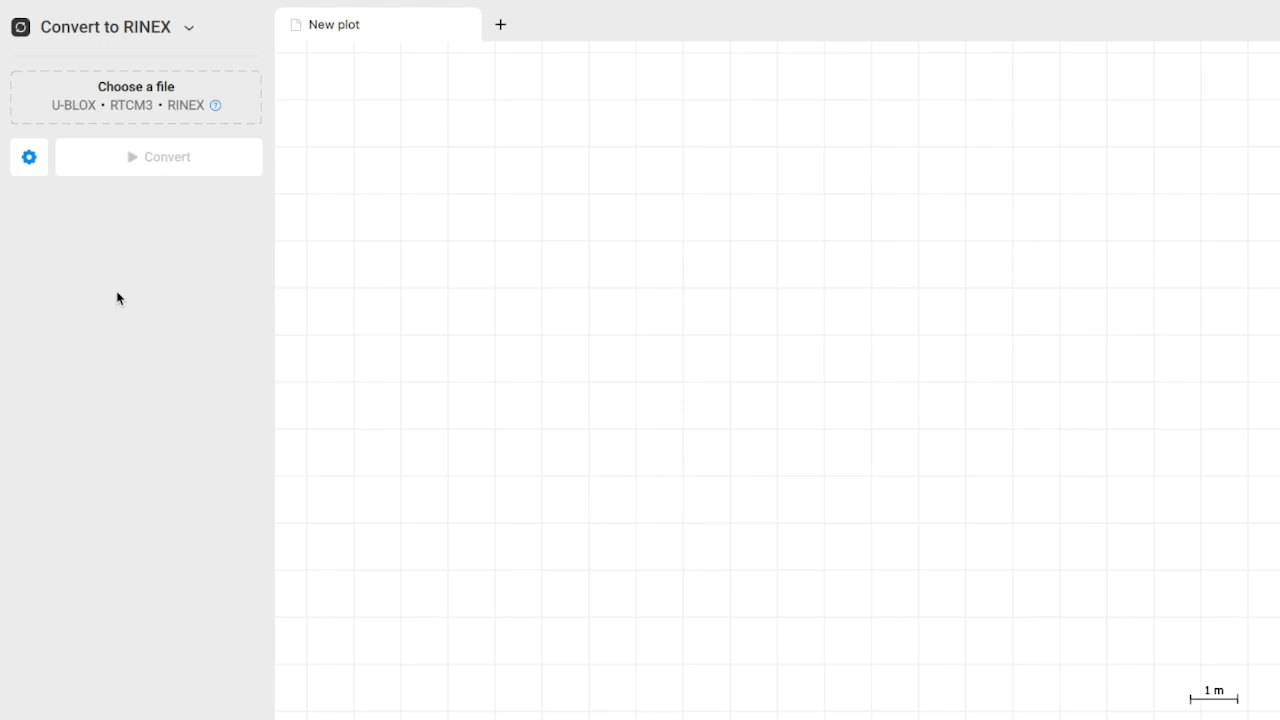 Convert to RINEX
New plot
Choose a file
U-BLOX • RTCM3 • RINEX
Convert
1 m